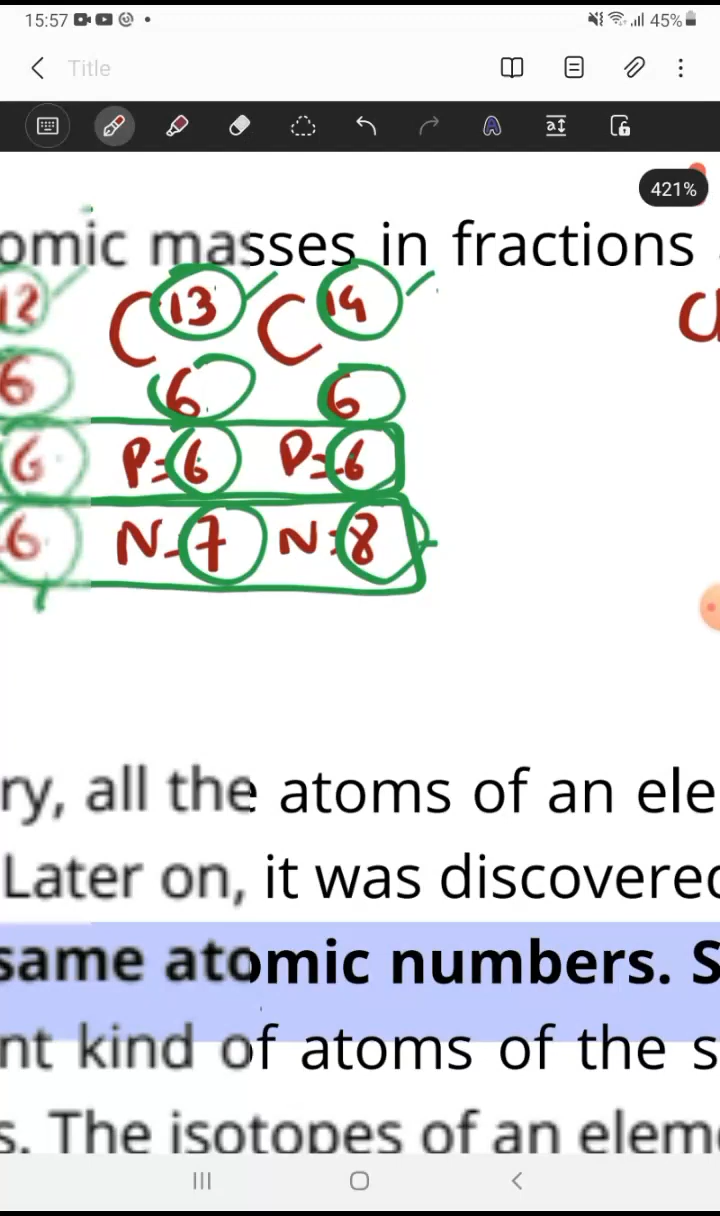 15:57 45%
Title
421%
omic masses in fractions
12 C 13 C 14 C
6 6 6
6 P=6 P=6
6 N-7 N=8
ry, all the atoms of an ele
Later on, it was discovered
same atomic numbers. S
nt kind of atoms of the s
s. The isotopes of an elem